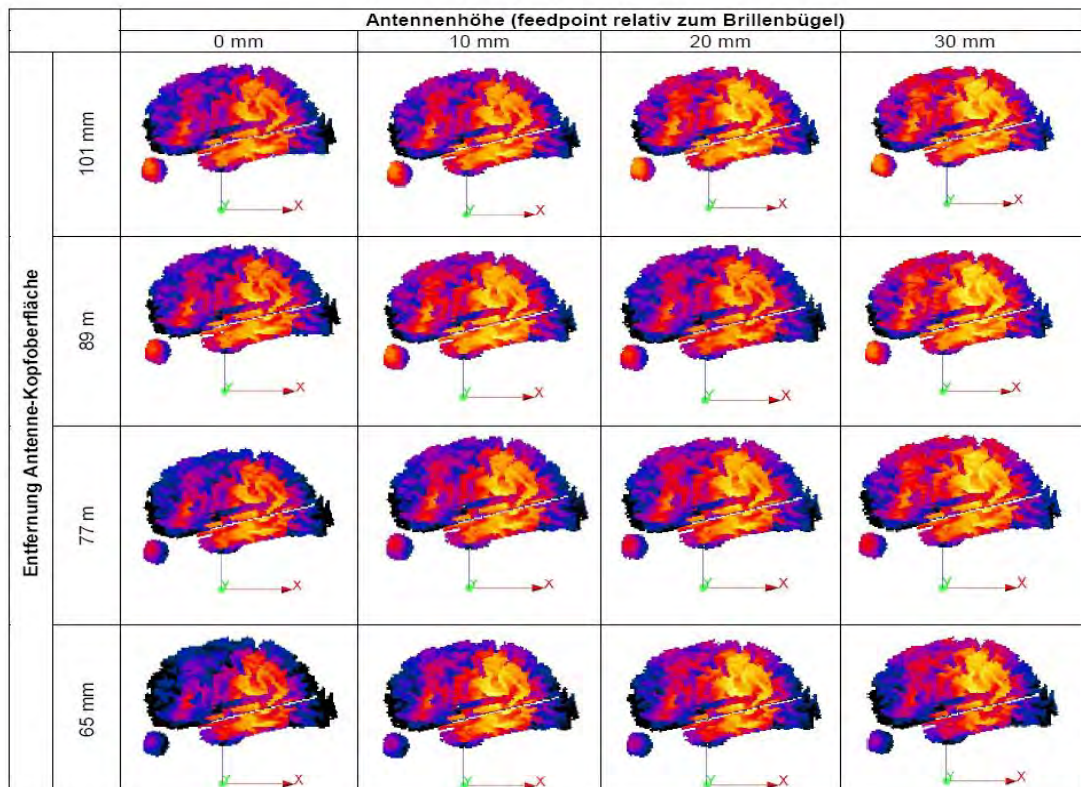 Antennenhöhe (feedpoint relativ zum Brillenbügel)
0 mm
10 mm
20 mm
30 mm
Entfernung Antenne-Kopfoberfläche
101 mm
Y
X
Y
X
Y
X
Y
X
89 m
Y
X
Y
X
Y
X
Y
X
77 m
Y
X
Y
X
Y
X
Y
X
65 mm
Y
X
Y
X
Y
X
Y
X